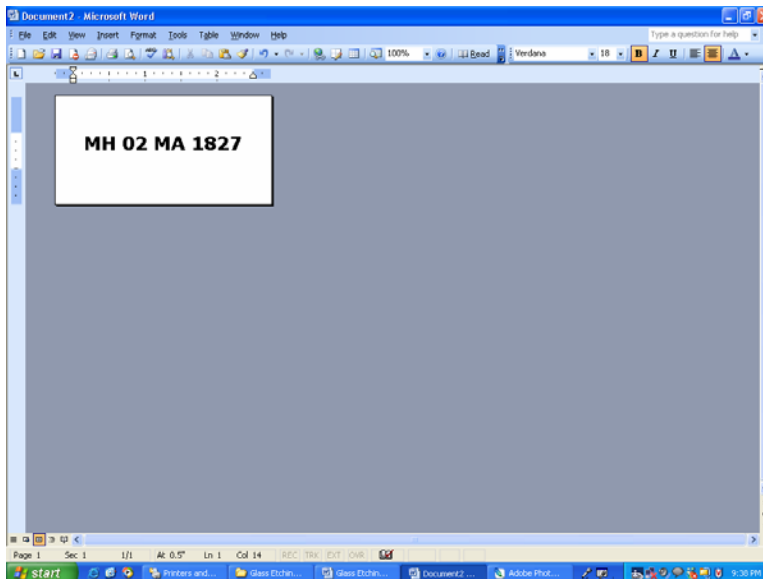 Document2 - Microsoft Word
File Edit View Insert Format Tools Table Window Help
Type a question for help
100%
Read
Verdana
18
B I U
A
1 2
MH 02 MA 1827
Page 1 Sec 1 1/1 At 0.5" Ln 1 Col 14 REC TRK EXT OVR
start
Printers and...
Glass Etchin...
Glass Etchin...
Document2 ...
Adobe Phot...
9:38 PM